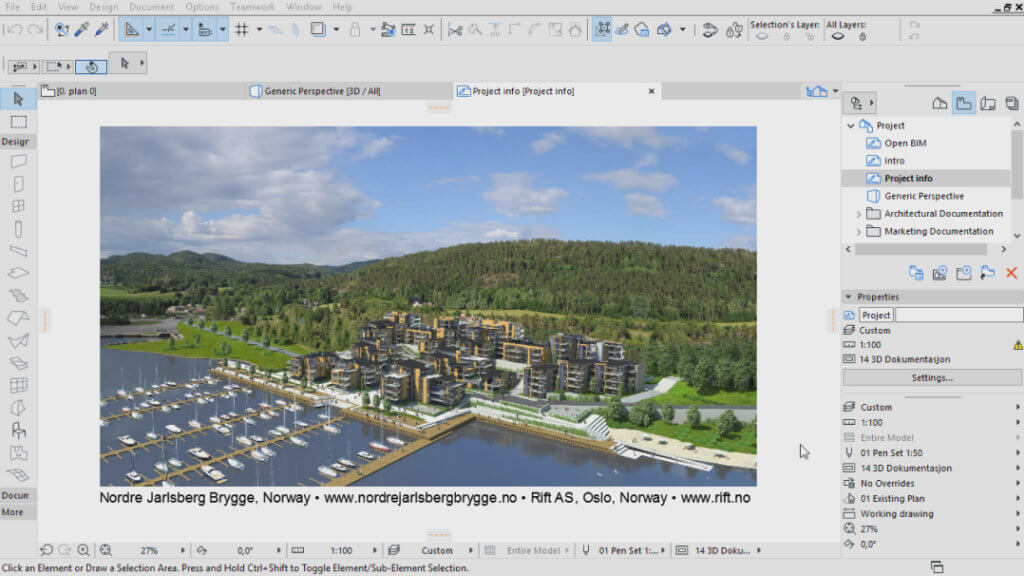 File Edit View Design Document Options Teamwork Window Help
Selection's Layer: All Layers:
[0. plan 0]
Generic Perspective [3D / All]
Project info [Project info]
Design
Docum
More
Nordre Jarlsberg Brygge, Norway • www.nordrejarlsbergbrygge.no • Rift AS, Oslo, Norway • www.rift.no
Project
Open BIM
Intro
Project info
Generic Perspective
Architectural Documentation
Marketing Documentation
Properties
Project
Custom
1:100
14 3D Dokumentasjon
Settings...
Custom
1:100
Entire Model
01 Pen Set 1:50
14 3D Dokumentasjon
No Overrides
01 Existing Plan
Working drawing
27%
0,0°
27% 0,0° 1:100 Custom Entire Model 01 Pen Set 1:... 14 3D Doku...
Click an Element or Draw a Selection Area. Press and Hold Ctrl+Shift to Toggle Element/Sub-Element Selection.